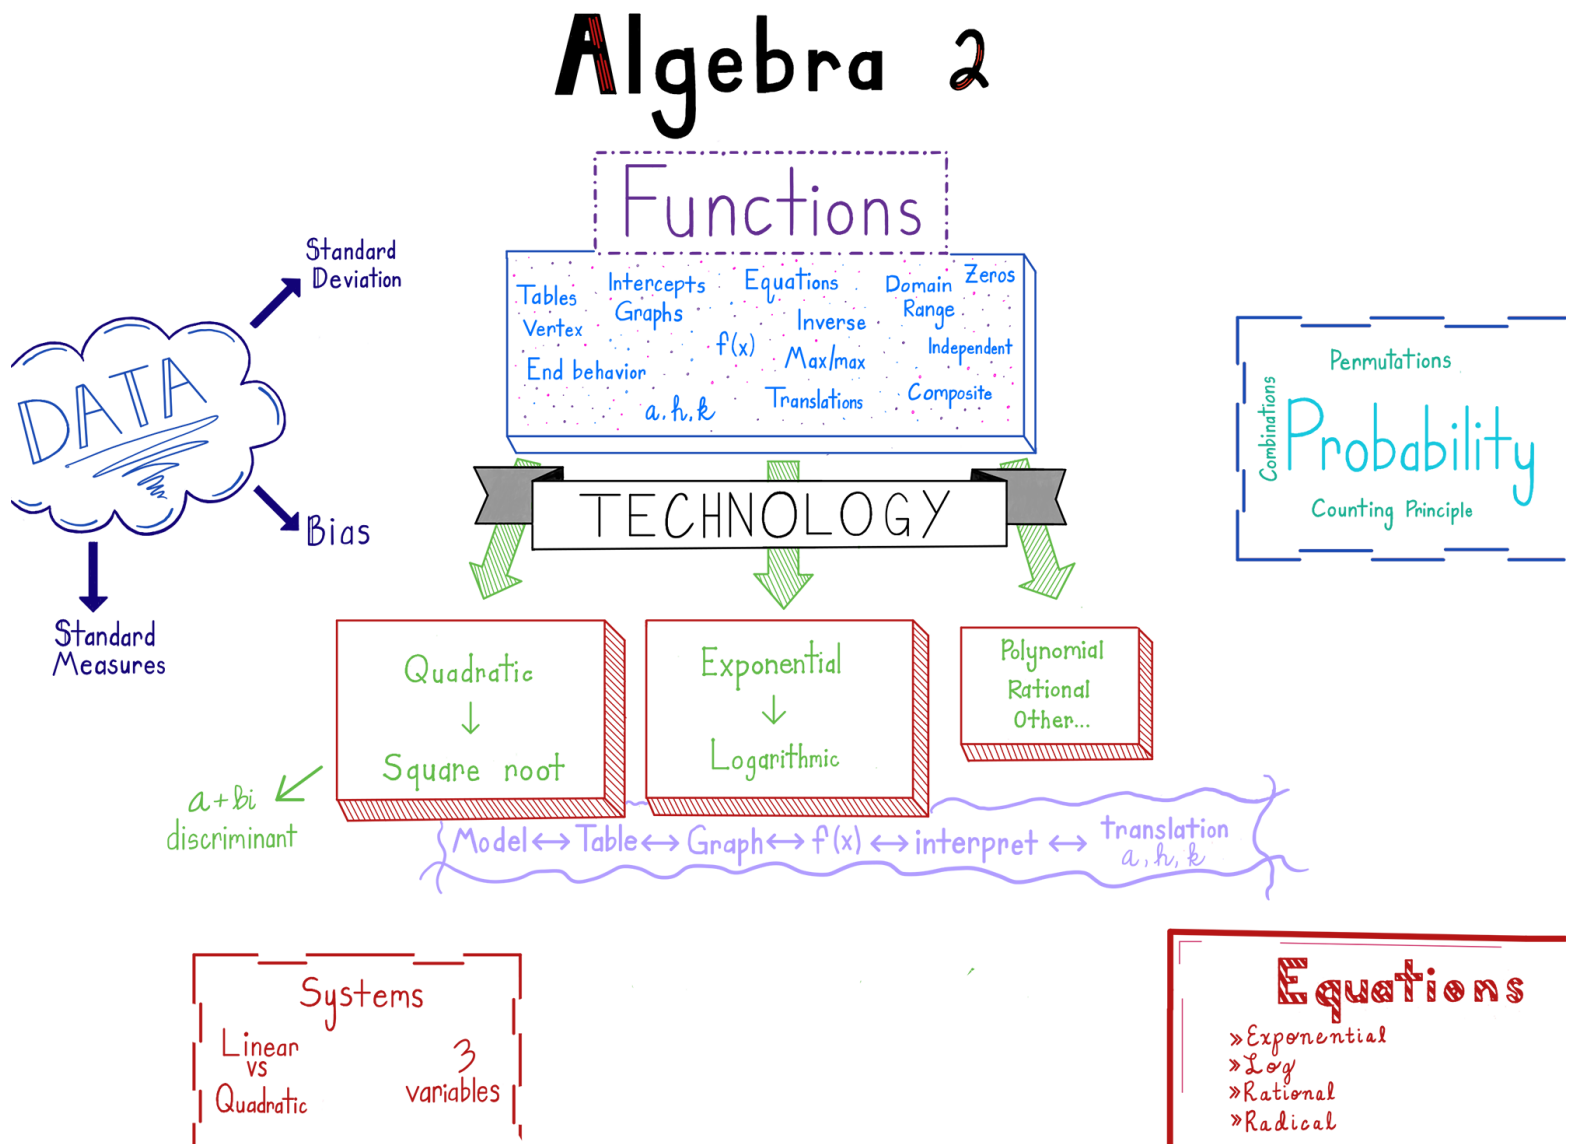 Algebra 2
Functions
Tables
Intercepts
Equations
Domain
Zeros
Vertex
Graphs
Inverse
Range
End behavior
f(x)
Max/max
Independent
a, h, k
Translations
Composite
TECHNOLOGY
Standard
Deviation
DATA
Bias
Standard
Measures
Permutations
Combinations
Probability
Counting Principle
Quadratic
↓
Square root
Exponential
↓
Logarithmic
Polynomial
Rational
Other...
a+bi
discriminant
Model ↔ Table ↔ Graph ↔ f(x) ↔ interpret ↔ translation
a, h, k
Systems
Linear
vs
Quadratic
3
variables
Equations
» Exponential
» Log
» Rational
» Radical